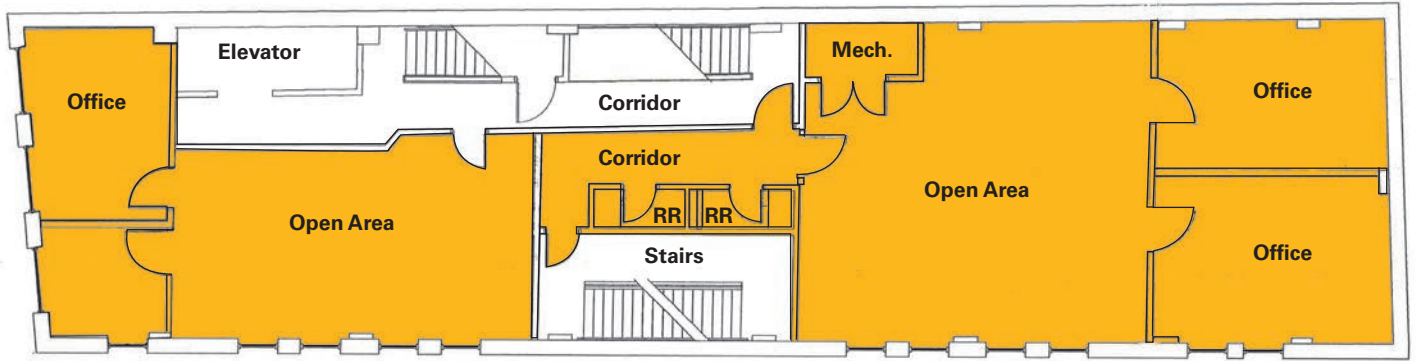 Elevator
Mech.
Office
Corridor
Office
Corridor
Open Area
Open Area
RR
RR
Stairs
Office